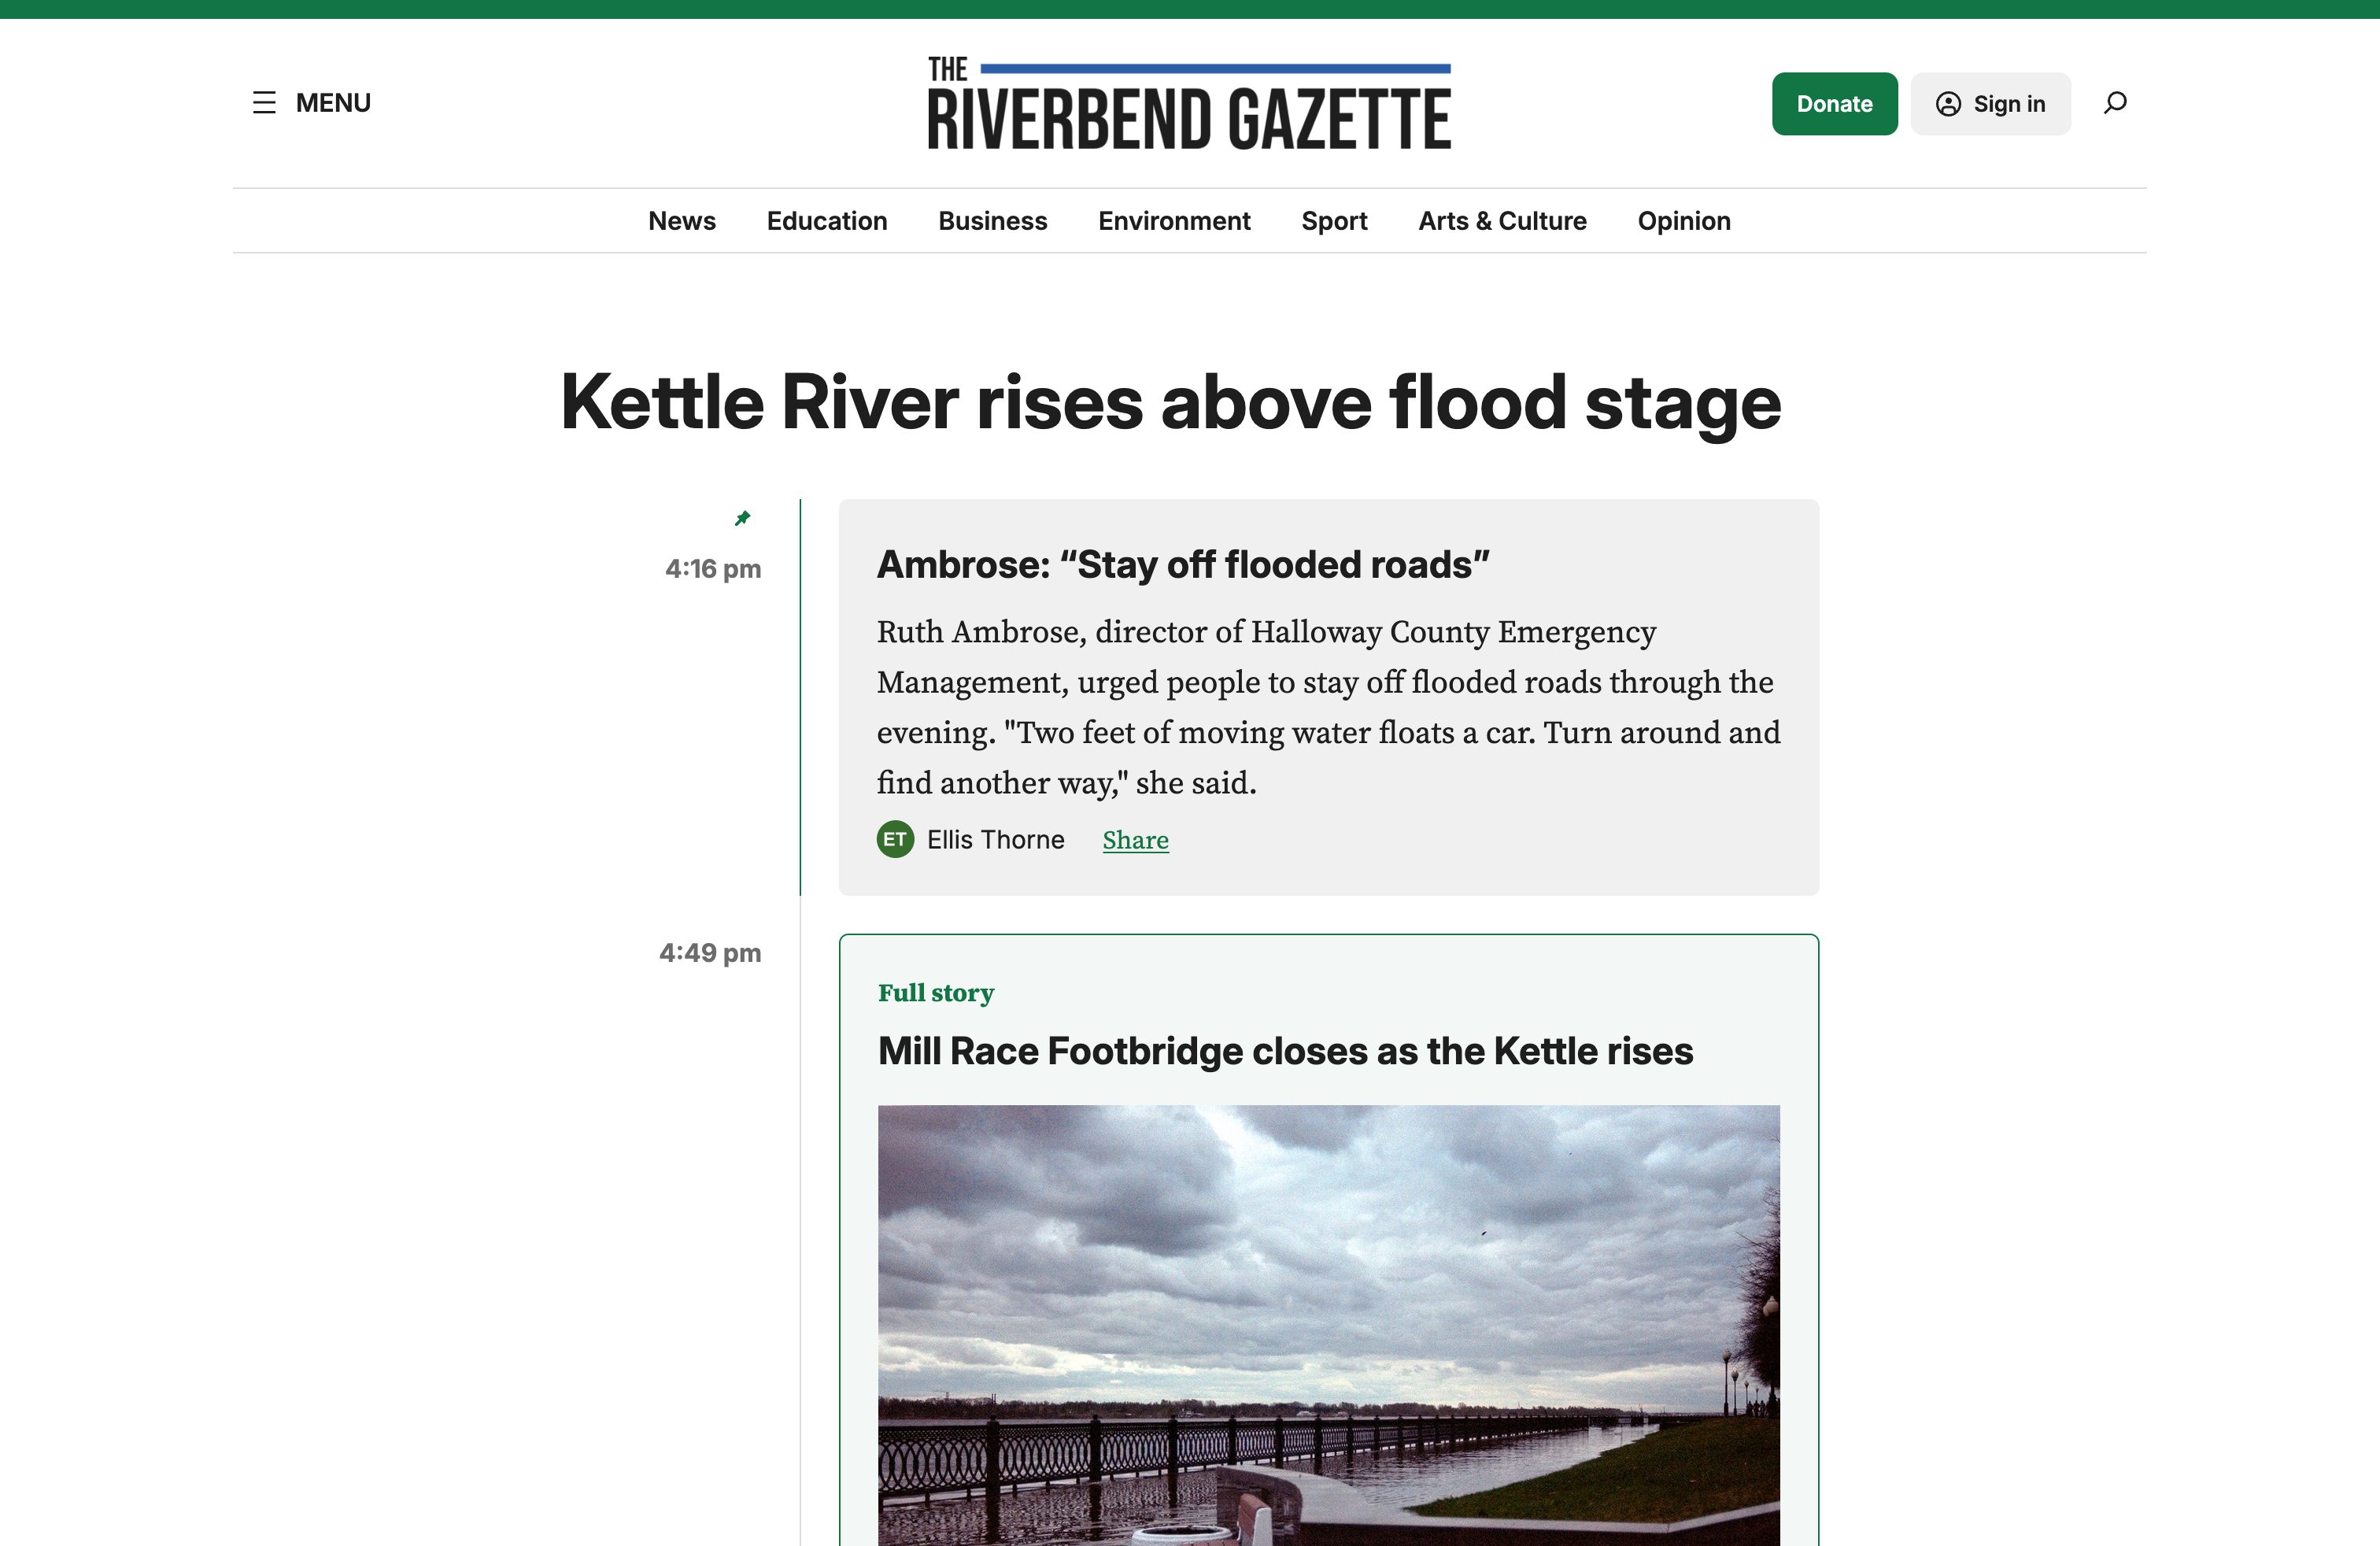 MENU
THE
RIVERBEND GAZETTE
Donate
Sign in
News Education Business Environment Sport Arts & Culture Opinion
Kettle River rises above flood stage
4:16 pm
Ambrose: “Stay off flooded roads”
Ruth Ambrose, director of Halloway County Emergency
Management, urged people to stay off flooded roads through the
evening. "Two feet of moving water floats a car. Turn around and
find another way," she said.
ET Ellis Thorne Share
4:49 pm
Full story
Mill Race Footbridge closes as the Kettle rises